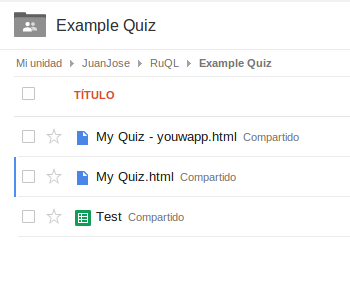 Example Quiz
Mi unidad JuanJose RuQL Example Quiz
TÍTULO
My Quiz - youwapp.html Compartido
My Quiz.html Compartido
Test Compartido